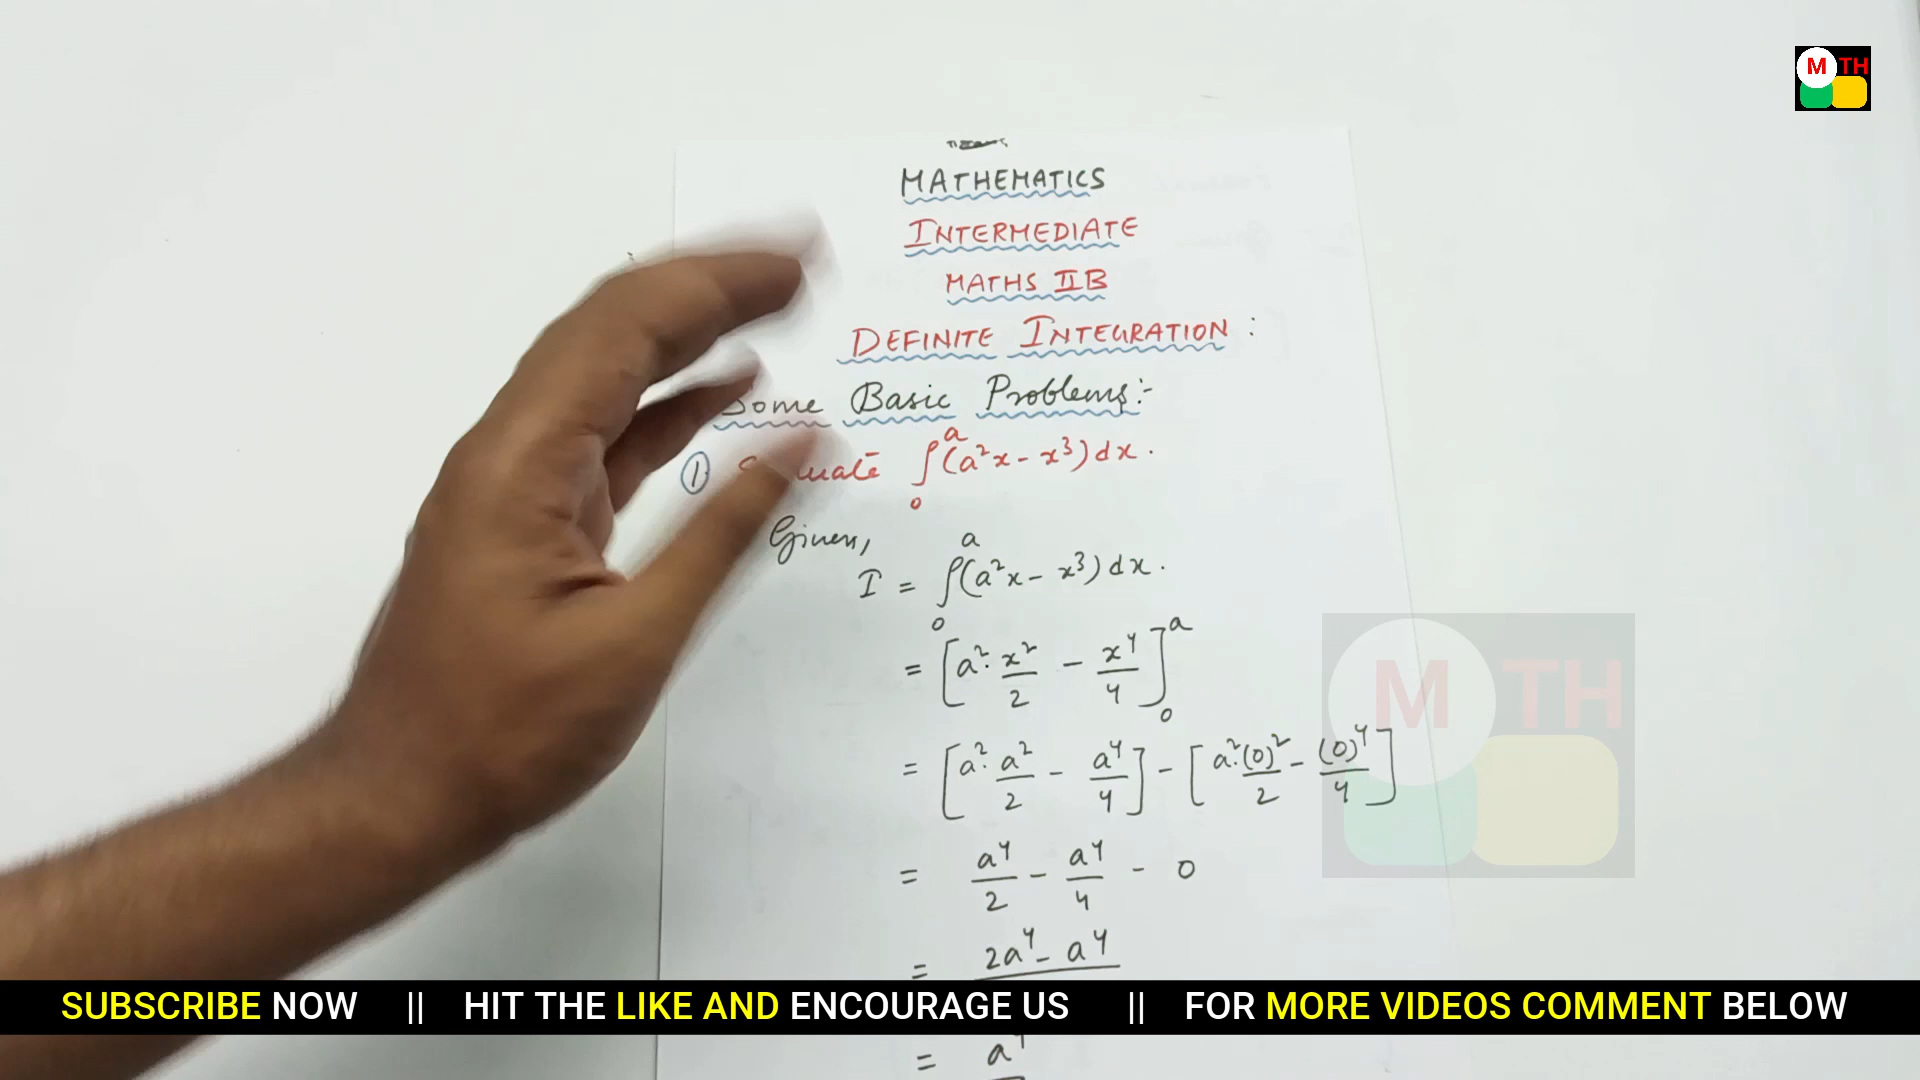 M TH
MATHEMATICS
INTERMEDIATE
MATHS IIB
DEFINITE INTEGRATION :
Some Basic Problems:-
① ∫₀ᵃ (a²x - x³) dx.
Given,
I = ∫₀ᵃ (a²x - x³) dx.
= [a². x²/2 - x⁴/4]₀ᵃ
M TH
= [a². a²/2 - a⁴/4] - [a².(0)²/2 - (0)⁴/4]
= a⁴/2 - a⁴/4 - 0
= 2a⁴ - a⁴
SUBSCRIBE NOW || HIT THE LIKE AND ENCOURAGE US || FOR MORE VIDEOS COMMENT BELOW
= a⁴